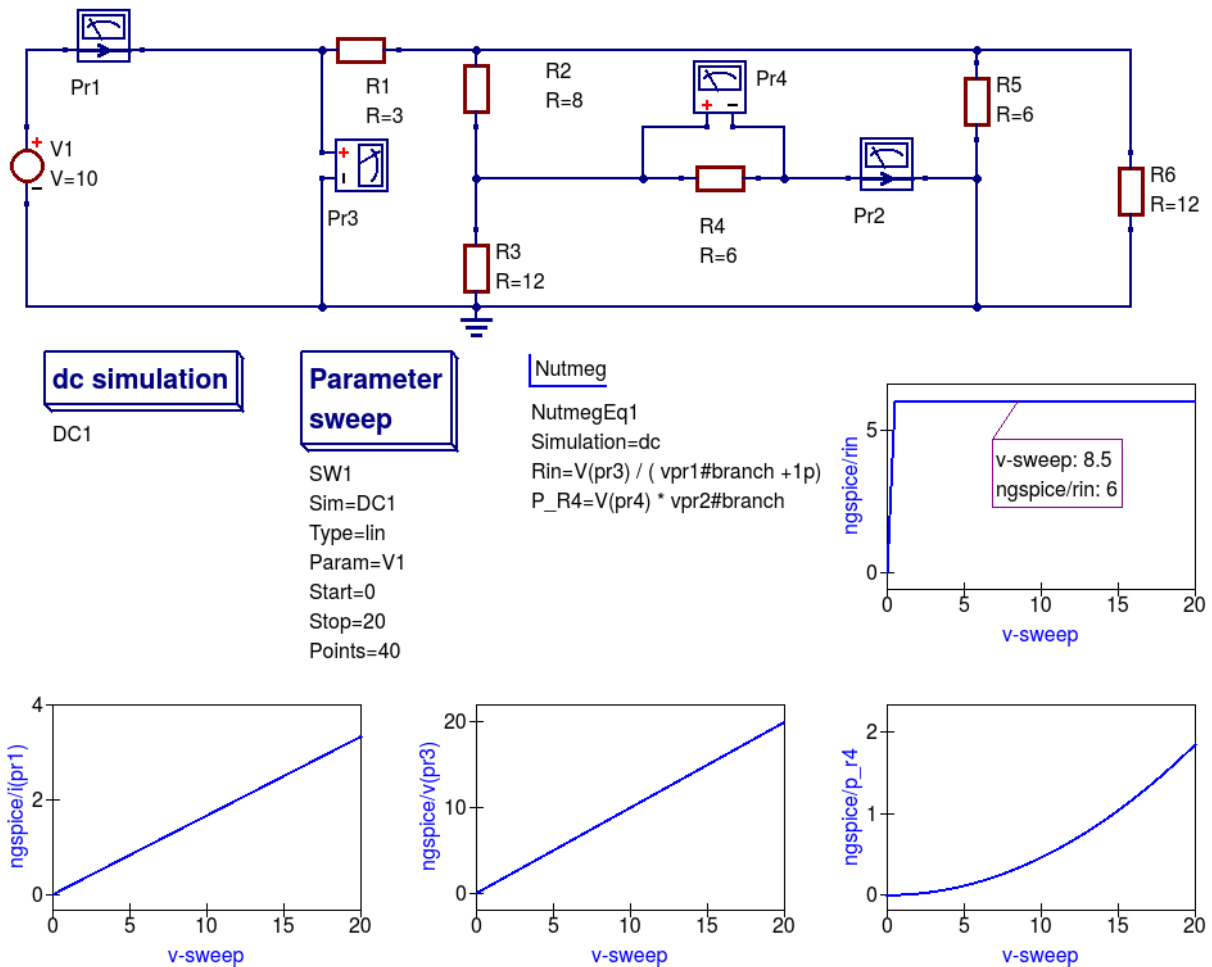 Pr1
R1
R=3
R2
R=8
Pr4
+ −
R5
R=6
+
V1
V=10
−
+
−
Pr3
R4
R=6
Pr2
R6
R=12
R3
R=12
dc simulation
DC1
Parameter
sweep
SW1
Sim=DC1
Type=lin
Param=V1
Start=0
Stop=20
Points=40
Nutmeg
NutmegEq1
Simulation=dc
Rin=V(pr3) / ( vpr1#branch +1p)
P_R4=V(pr4) * vpr2#branch
ngspice/rin
5
0
v-sweep: 8.5
ngspice/rin: 6
0 5 10 15 20
v-sweep
ngspice/i(pr1)
4
2
0
0 5 10 15 20
v-sweep
ngspice/v(pr3)
20
10
0
0 5 10 15 20
v-sweep
ngspice/p_r4
2
1
0
0 5 10 15 20
v-sweep